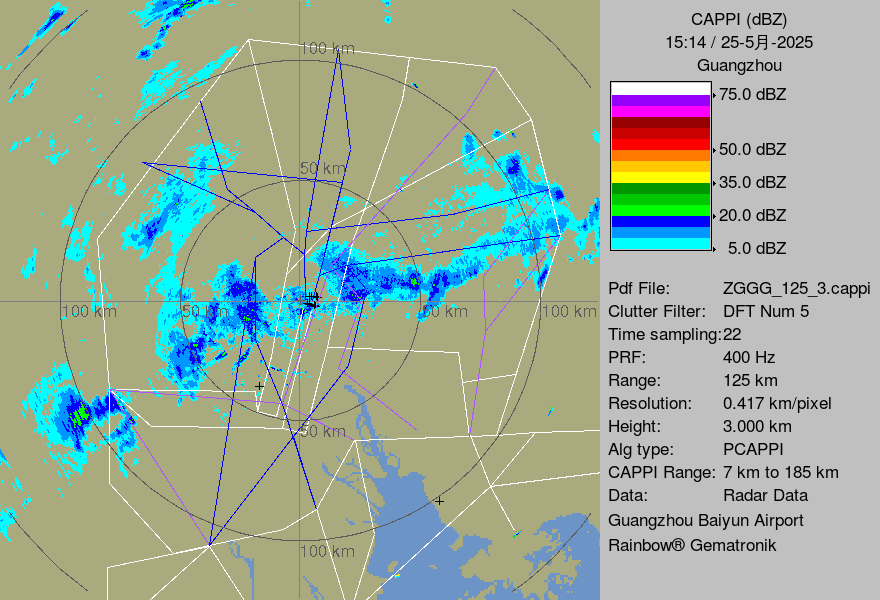 CAPPI (dBZ)
15:14 / 25-5月-2025
Guangzhou
75.0 dBZ
50.0 dBZ
35.0 dBZ
20.0 dBZ
5.0 dBZ
Pdf File: ZGGG_125_3.cappi
Clutter Filter: DFT Num 5
Time sampling:22
PRF: 400 Hz
Range: 125 km
Resolution: 0.417 km/pixel
Height: 3.000 km
Alg type: PCAPPI
CAPPI Range: 7 km to 185 km
Data: Radar Data
Guangzhou Baiyun Airport
Rainbow® Gematronik
100 km
50 km
100 km
50 km
50 km
100 km
50 km
100 km